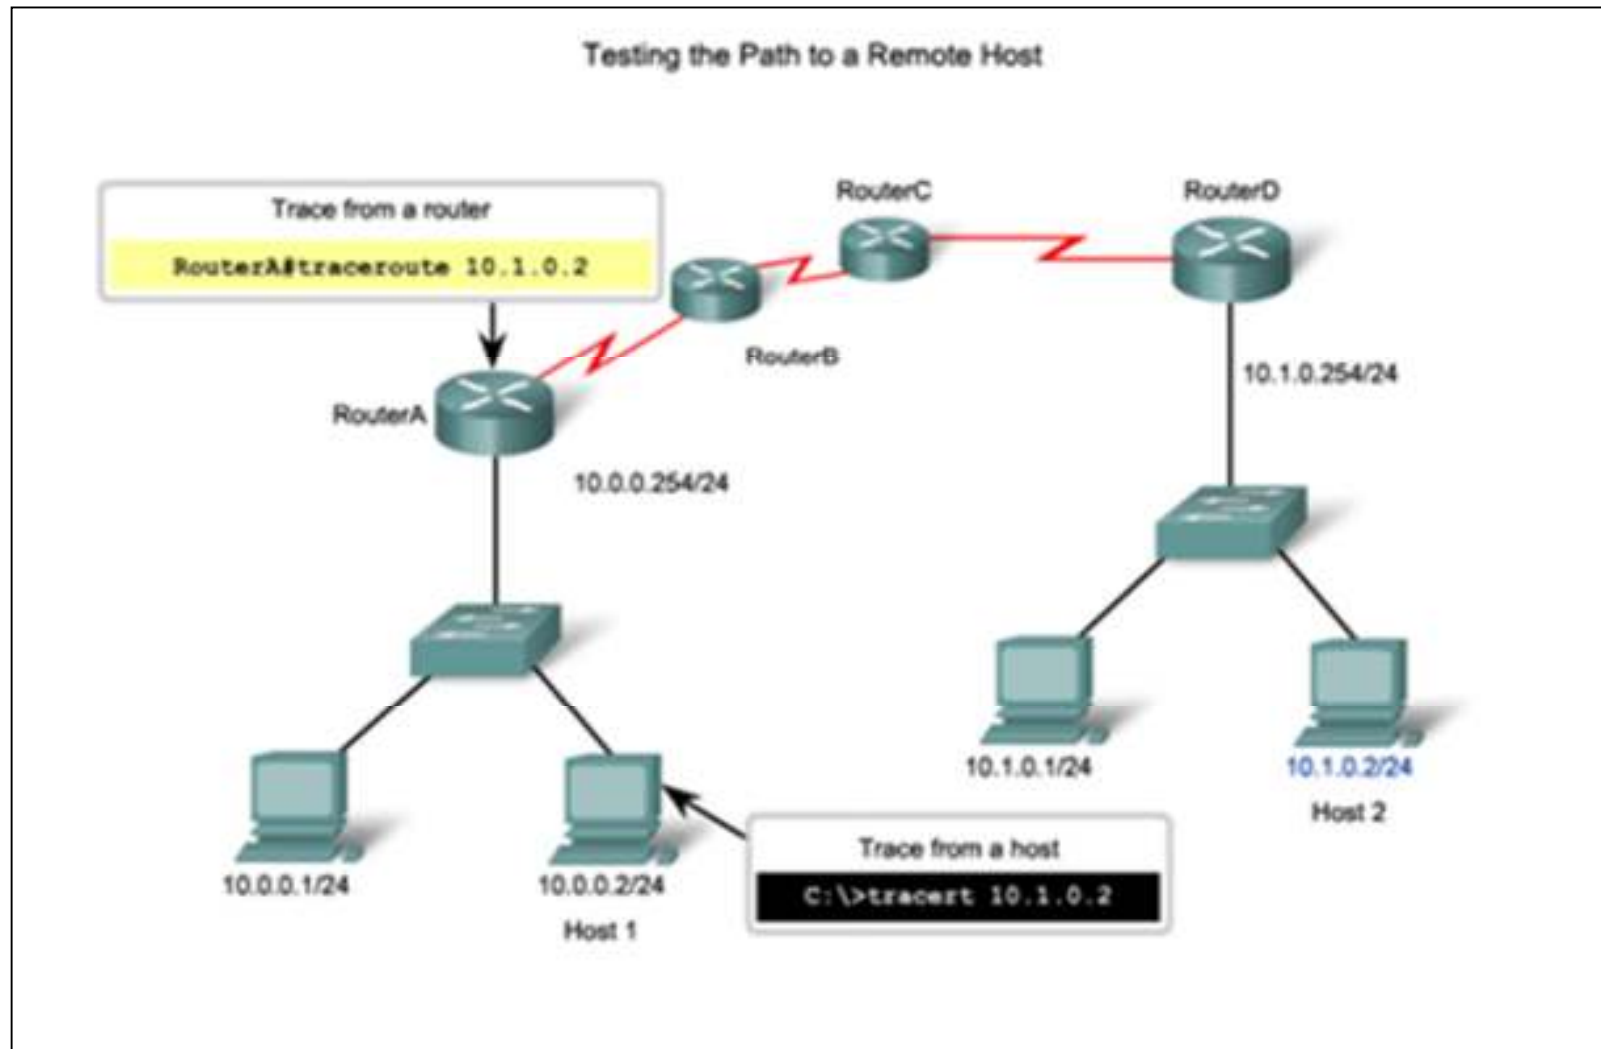 Testing the Path to a Remote Host
Trace from a router
RouterA#traceroute 10.1.0.2
RouterC
RouterD
RouterB
RouterA
10.1.0.254/24
10.0.0.254/24
10.1.0.1/24
10.1.0.2/24
Host 2
Trace from a host
C:\>tracert 10.1.0.2
10.0.0.1/24
10.0.0.2/24
Host 1